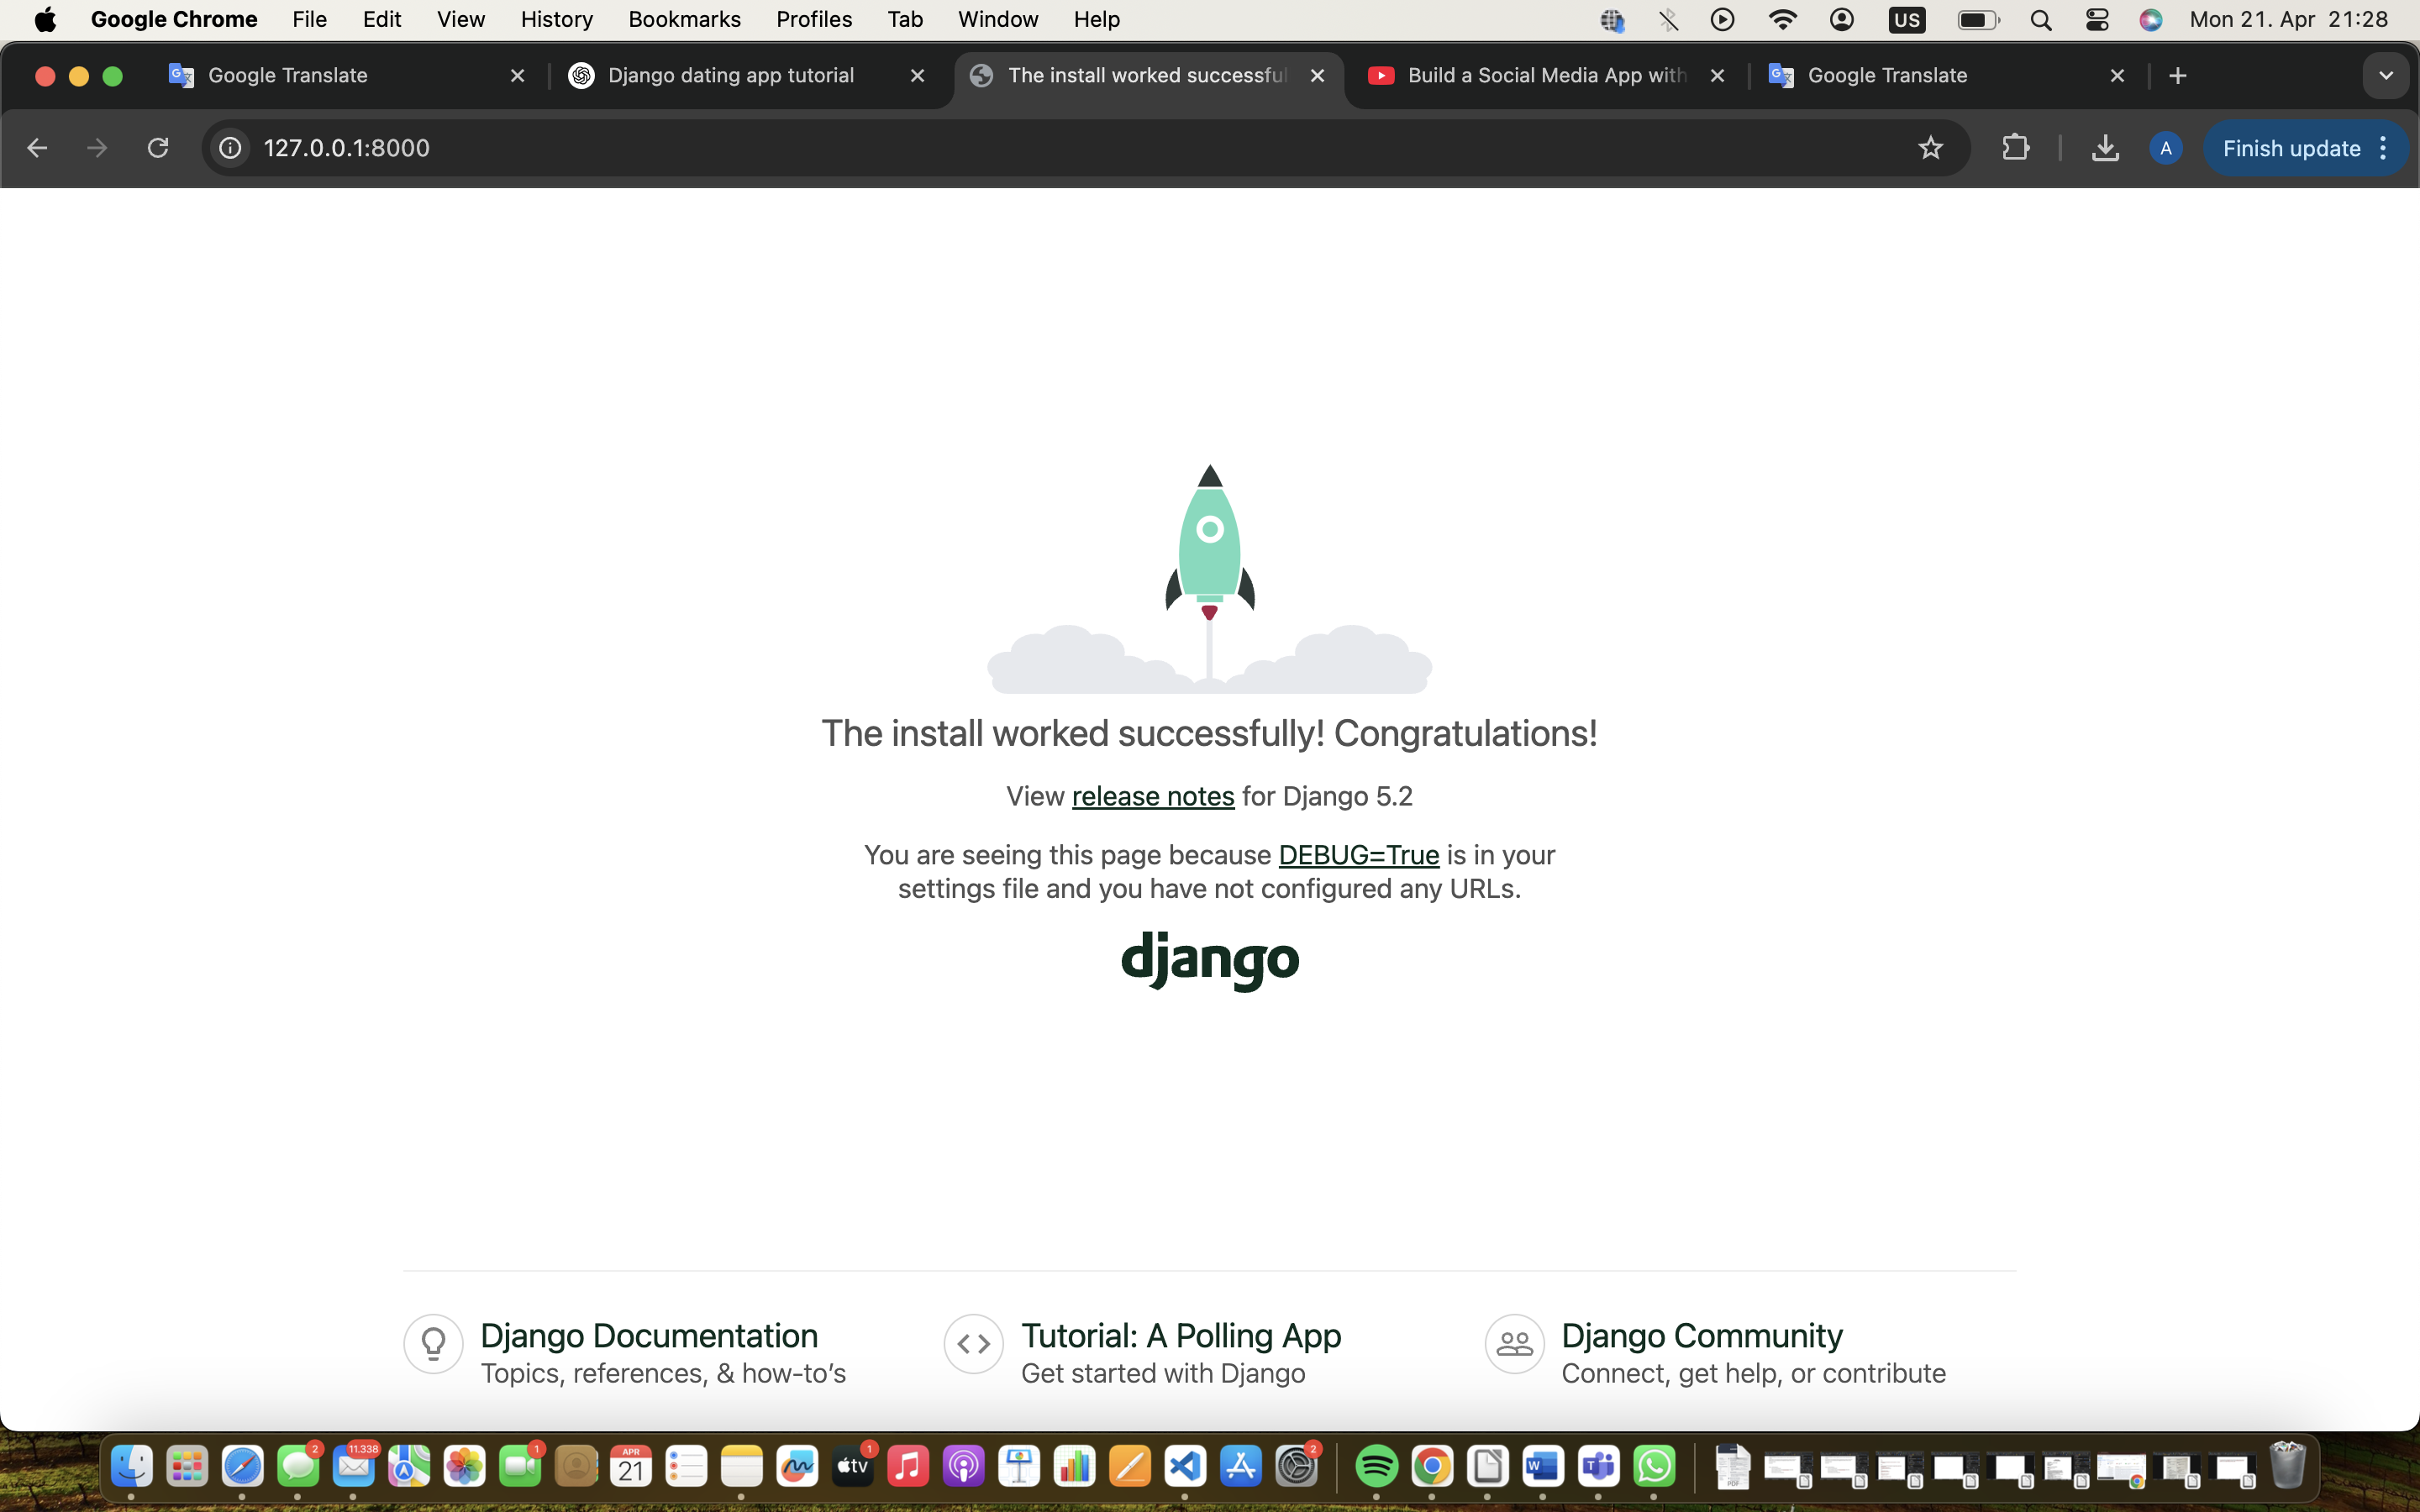 Google Chrome File Edit View History Bookmarks Profiles Tab Window Help US Mon 21. Apr 21:28
Google Translate Django dating app tutorial The install worked successful Build a Social Media App with Google Translate
127.0.0.1:8000 A Finish update
The install worked successfully! Congratulations!
View release notes for Django 5.2
You are seeing this page because DEBUG=True is in your
settings file and you have not configured any URLs.
django
Django Documentation
Topics, references, & how-to’s
Tutorial: A Polling App
Get started with Django
Django Community
Connect, get help, or contribute
2 11.338 1 APR 21 tv 1 2 W T PDF